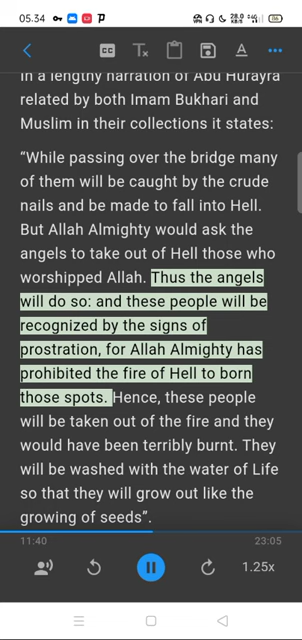 05.34
28.0
86
CC
in a lengthy narration of Abu Hurayra
related by both Imam Bukhari and
Muslim in their collections it states:
“While passing over the bridge many
of them will be caught by the crude
nails and be made to fall into Hell.
But Allah Almighty would ask the
angels to take out of Hell those who
worshipped Allah. Thus the angels
will do so: and these people will be
recognized by the signs of
prostration, for Allah Almighty has
prohibited the fire of Hell to born
those spots. Hence, these people
will be taken out of the fire and they
would have been terribly burnt. They
will be washed with the water of Life
so that they will grow out like the
growing of seeds”.
11:40 23:05
1.25x